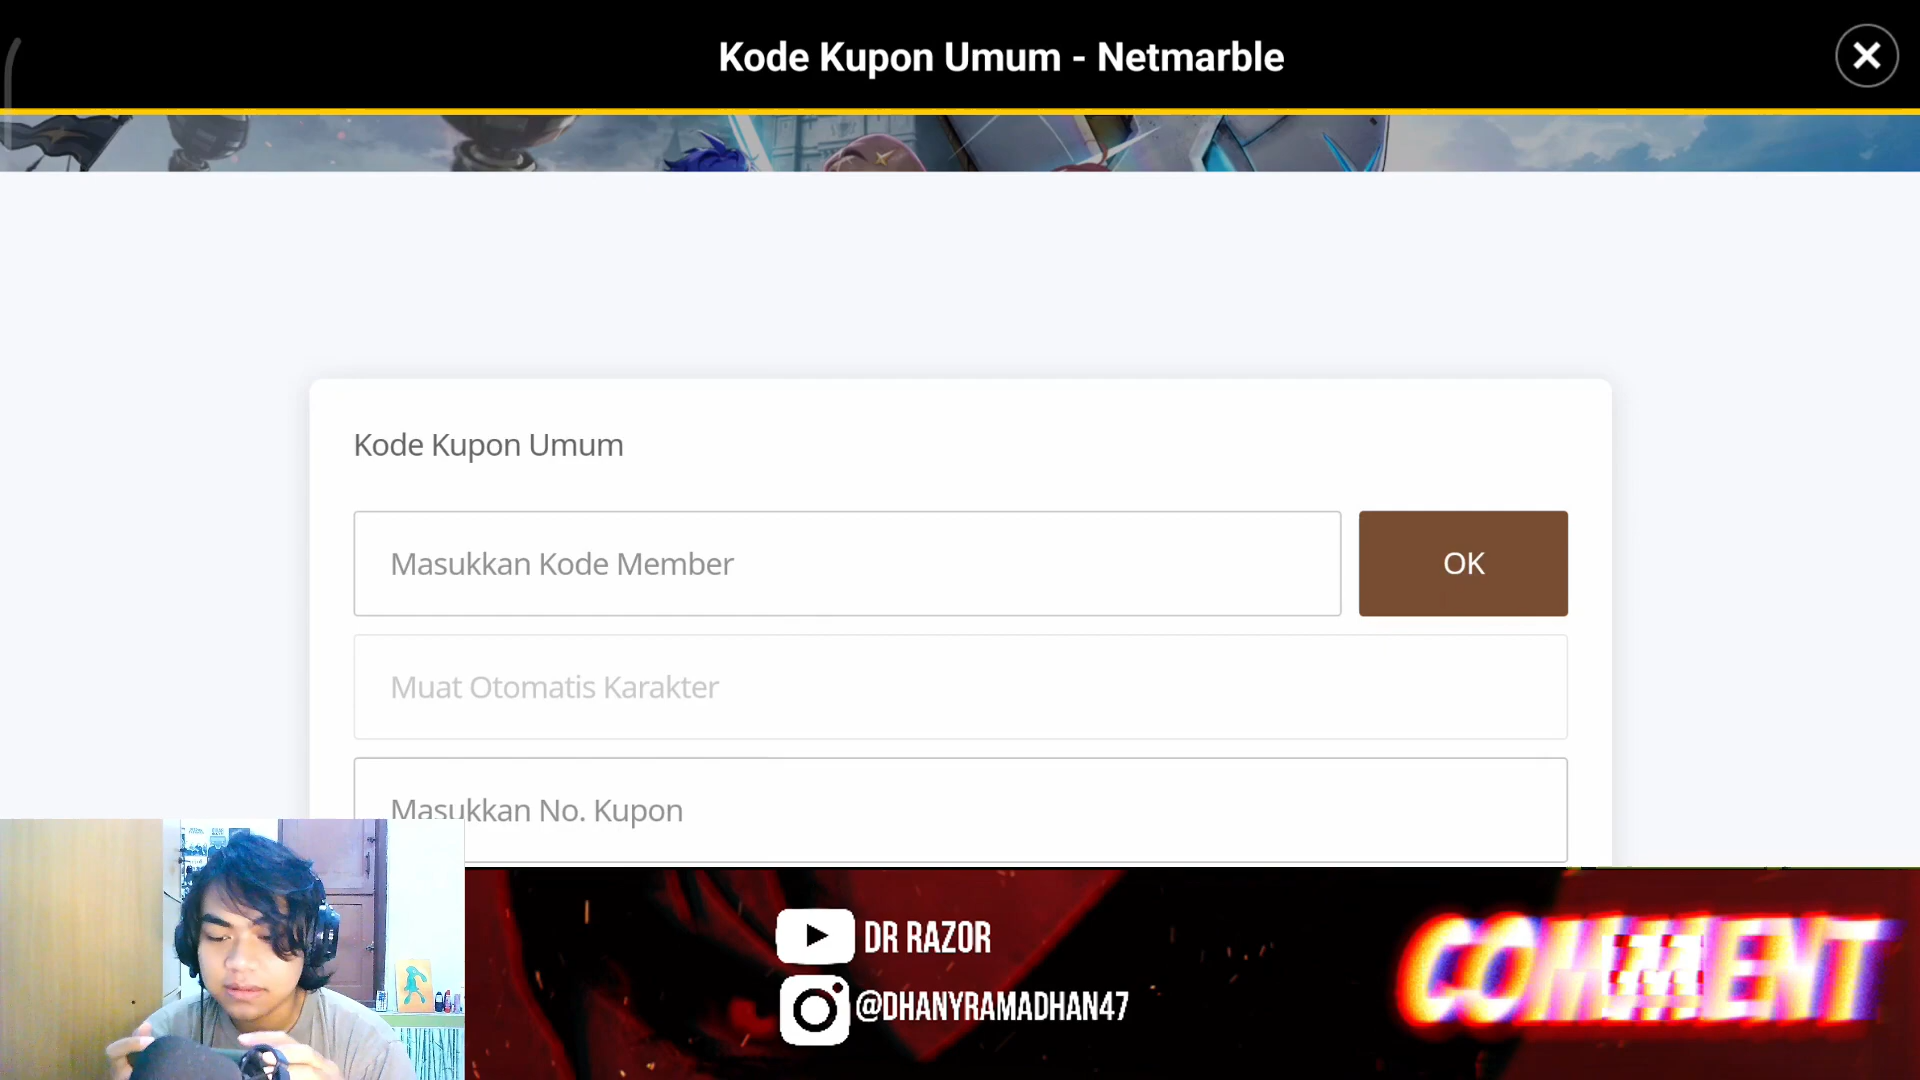 Kode Kupon Umum - Netmarble
Kode Kupon Umum
Masukkan Kode Member
OK
Muat Otomatis Karakter
Masukkan No. Kupon
DR RAZOR
@DHANYRAMADHAN47
COMMENT